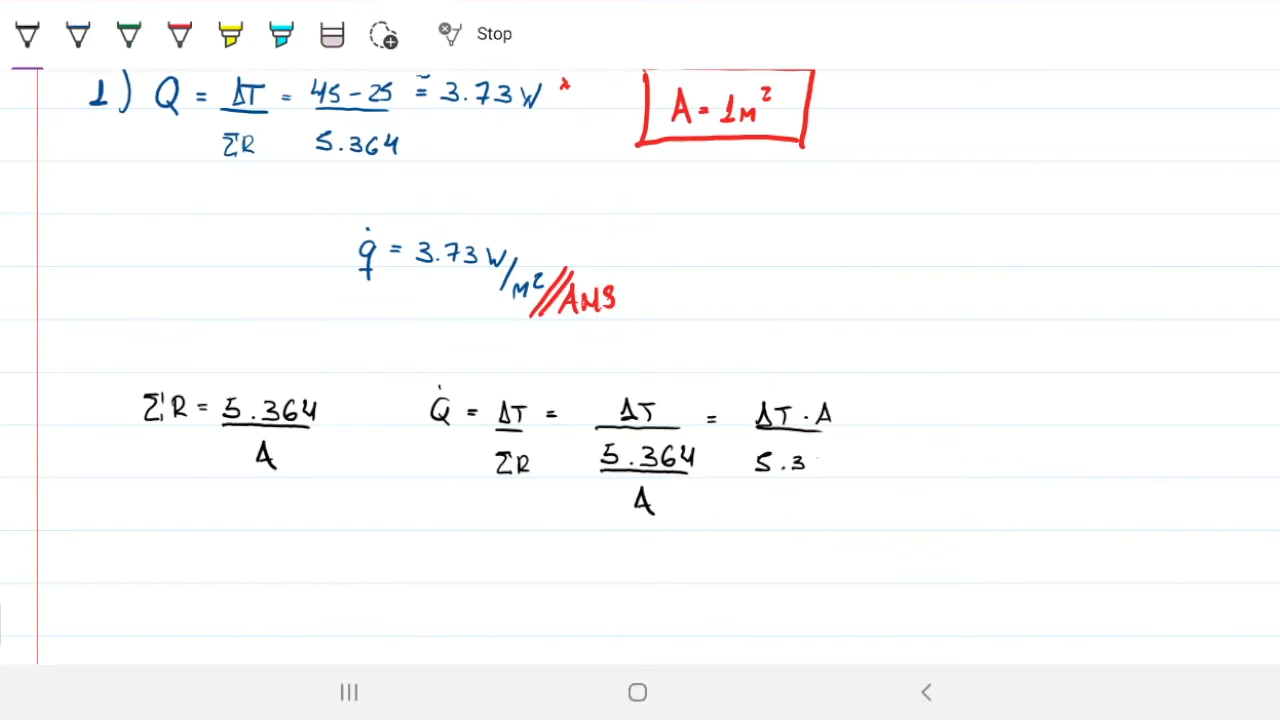 Stop
1) Q = ΔT/ΣR = 45-25/5.364 ≅ 3.73W *
A = 1m²
q̇ = 3.73 W/m² // ANS
ΣR = 5.364/A
Q̇ = ΔT/ΣR = ΔT/(5.364/A) = ΔT·A/5.3